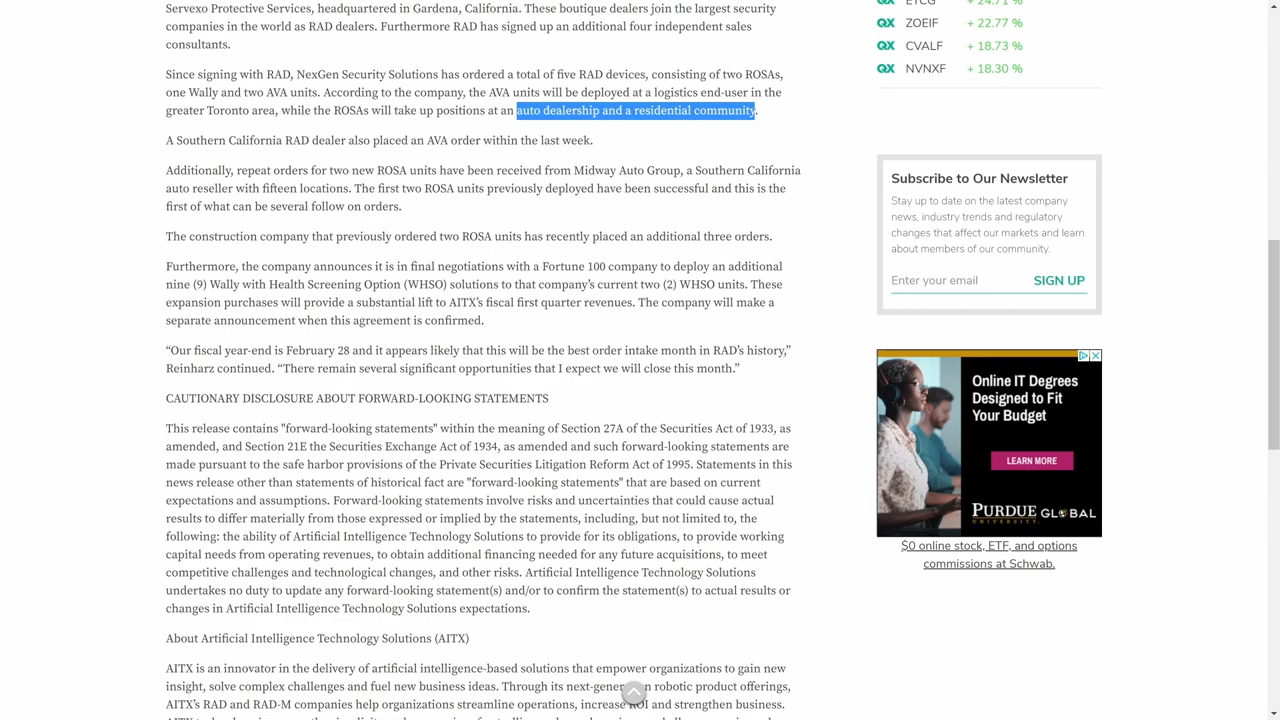 Servexo Protective Services, headquartered in Gardena, California. These boutique dealers join the largest security
companies in the world as RAD dealers. Furthermore RAD has signed up an additional four independent sales
consultants.
Since signing with RAD, NexGen Security Solutions has ordered a total of five RAD devices, consisting of two ROSAs,
one Wally and two AVA units. According to the company, the AVA units will be deployed at a logistics end-user in the
greater Toronto area, while the ROSAs will take up positions at an auto dealership and a residential community.
A Southern California RAD dealer also placed an AVA order within the last week.
Additionally, repeat orders for two new ROSA units have been received from Midway Auto Group, a Southern California
auto reseller with fifteen locations. The first two ROSA units previously deployed have been successful and this is the
first of what can be several follow on orders.
The construction company that previously ordered two ROSA units has recently placed an additional three orders.
Furthermore, the company announces it is in final negotiations with a Fortune 100 company to deploy an additional
nine (9) Wally with Health Screening Option (WHSO) solutions to that company's current two (2) WHSO units. These
expansion purchases will provide a substantial lift to AITX's fiscal first quarter revenues. The company will make a
separate announcement when this agreement is confirmed.
“Our fiscal year-end is February 28 and it appears likely that this will be the best order intake month in RAD's history,”
Reinharz continued. “There remain several significant opportunities that I expect we will close this month.”
CAUTIONARY DISCLOSURE ABOUT FORWARD-LOOKING STATEMENTS
This release contains "forward-looking statements" within the meaning of Section 27A of the Securities Act of 1933, as
amended, and Section 21E the Securities Exchange Act of 1934, as amended and such forward-looking statements are
made pursuant to the safe harbor provisions of the Private Securities Litigation Reform Act of 1995. Statements in this
news release other than statements of historical fact are "forward-looking statements" that are based on current
expectations and assumptions. Forward-looking statements involve risks and uncertainties that could cause actual
results to differ materially from those expressed or implied by the statements, including, but not limited to, the
following: the ability of Artificial Intelligence Technology Solutions to provide for its obligations, to provide working
capital needs from operating revenues, to obtain additional financing needed for any future acquisitions, to meet
competitive challenges and technological changes, and other risks. Artificial Intelligence Technology Solutions
undertakes no duty to update any forward-looking statement(s) and/or to confirm the statement(s) to actual results or
changes in Artificial Intelligence Technology Solutions expectations.
About Artificial Intelligence Technology Solutions (AITX)
AITX is an innovator in the delivery of artificial intelligence-based solutions that empower organizations to gain new
insight, solve complex challenges and fuel new business ideas. Through its next-generation robotic product offerings,
AITX's RAD and RAD-M companies help organizations streamline operations, increase ROI and strengthen business.
QX ETCG + 24.71 %
QX ZOEIF + 22.77 %
QX CVALF + 18.73 %
QX NVNXF + 18.30 %
Subscribe to Our Newsletter
Stay up to date on the latest company
news, industry trends and regulatory
changes that affect our markets and learn
about members of our community.
Enter your email SIGN UP
Online IT Degrees
Designed to Fit
Your Budget
LEARN MORE
PURDUE GLOBAL
UNIVERSITY
$0 online stock, ETF, and options
commissions at Schwab.